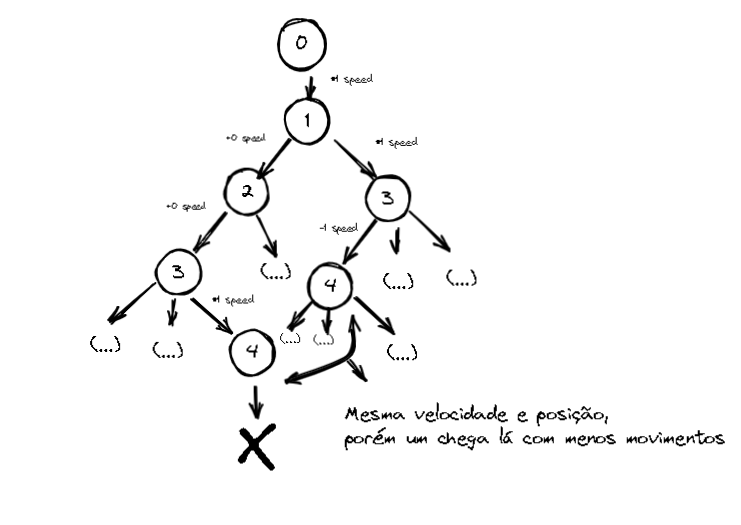 0
+1 speed
1
+0 speed
+1 speed
2
3
+0 speed
-1 speed
3
(...)
4
(...)
(...)
+1 speed
(...)
(...)
4
(...)
(...)
(...)
X
Mesma velocidade e posição,
porém um chega lá com menos movimentos